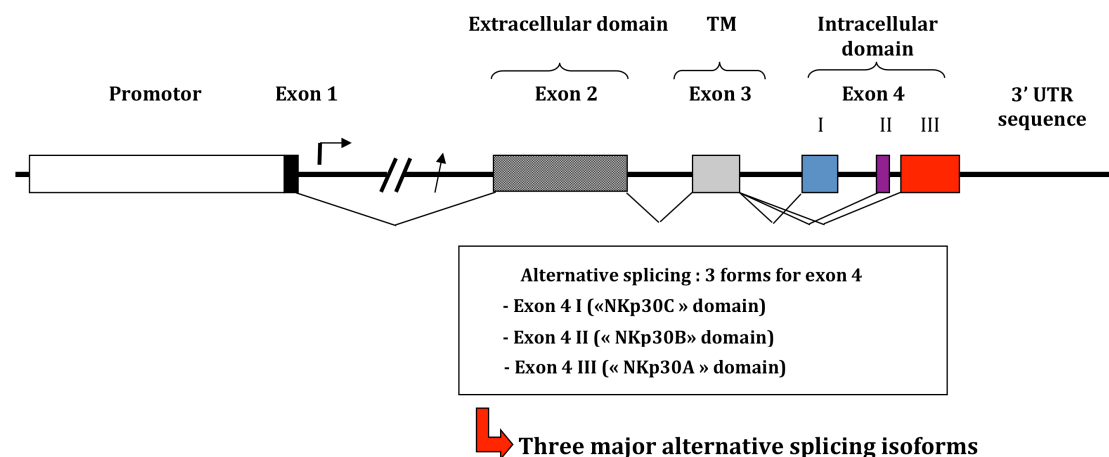 Extracellular domain
TM
Intracellular
domain
Promotor
Exon 1
Exon 2
Exon 3
Exon 4
3’ UTR
sequence
I
II
III
Alternative splicing : 3 forms for exon 4
- Exon 4 I («NKp30C » domain)
- Exon 4 II (« NKp30B» domain)
- Exon 4 III (« NKp30A » domain)
Three major alternative splicing isoforms